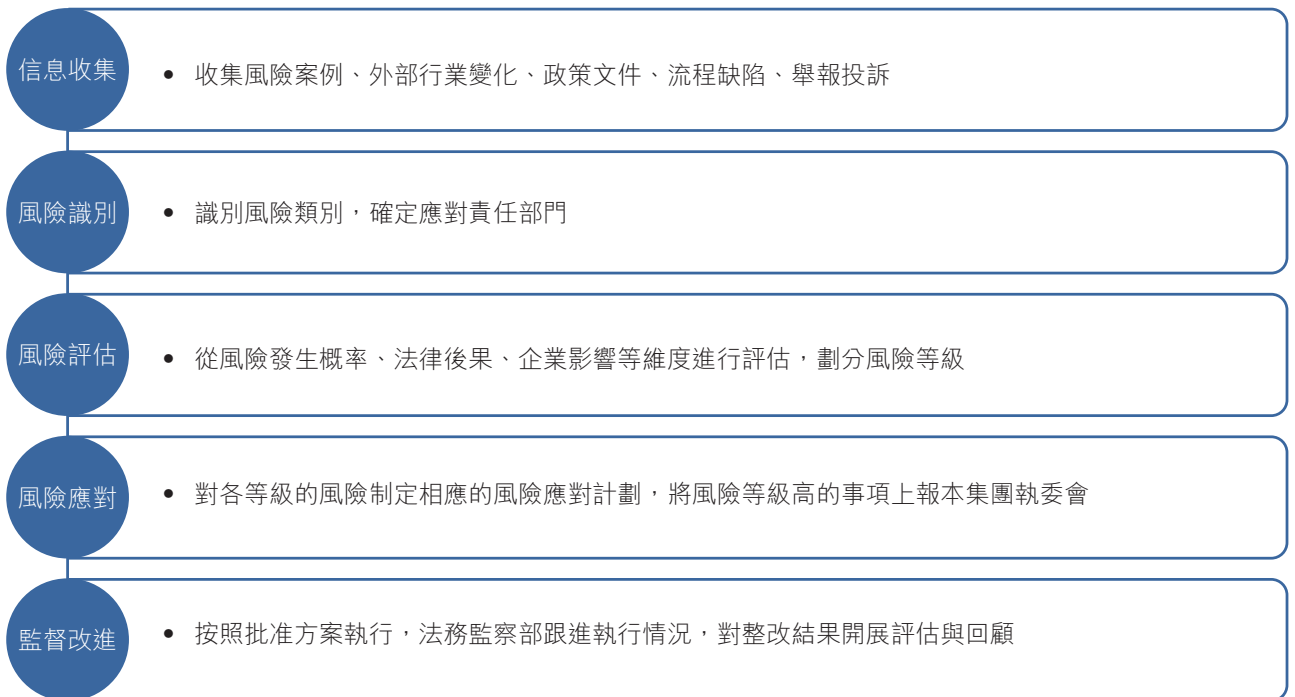 信息收集
• 收集風險案例、外部行業變化、政策文件、流程缺陷、舉報投訴
風險識別
• 識別風險類別，確定應對責任部門
風險評估
• 從風險發生概率、法律後果、企業影響等維度進行評估，劃分風險等級
風險應對
• 對各等級的風險制定相應的風險應對計劃，將風險等級高的事項上報本集團執委會
監督改進
• 按照批准方案執行，法務監察部跟進執行情況，對整改結果開展評估與回顧